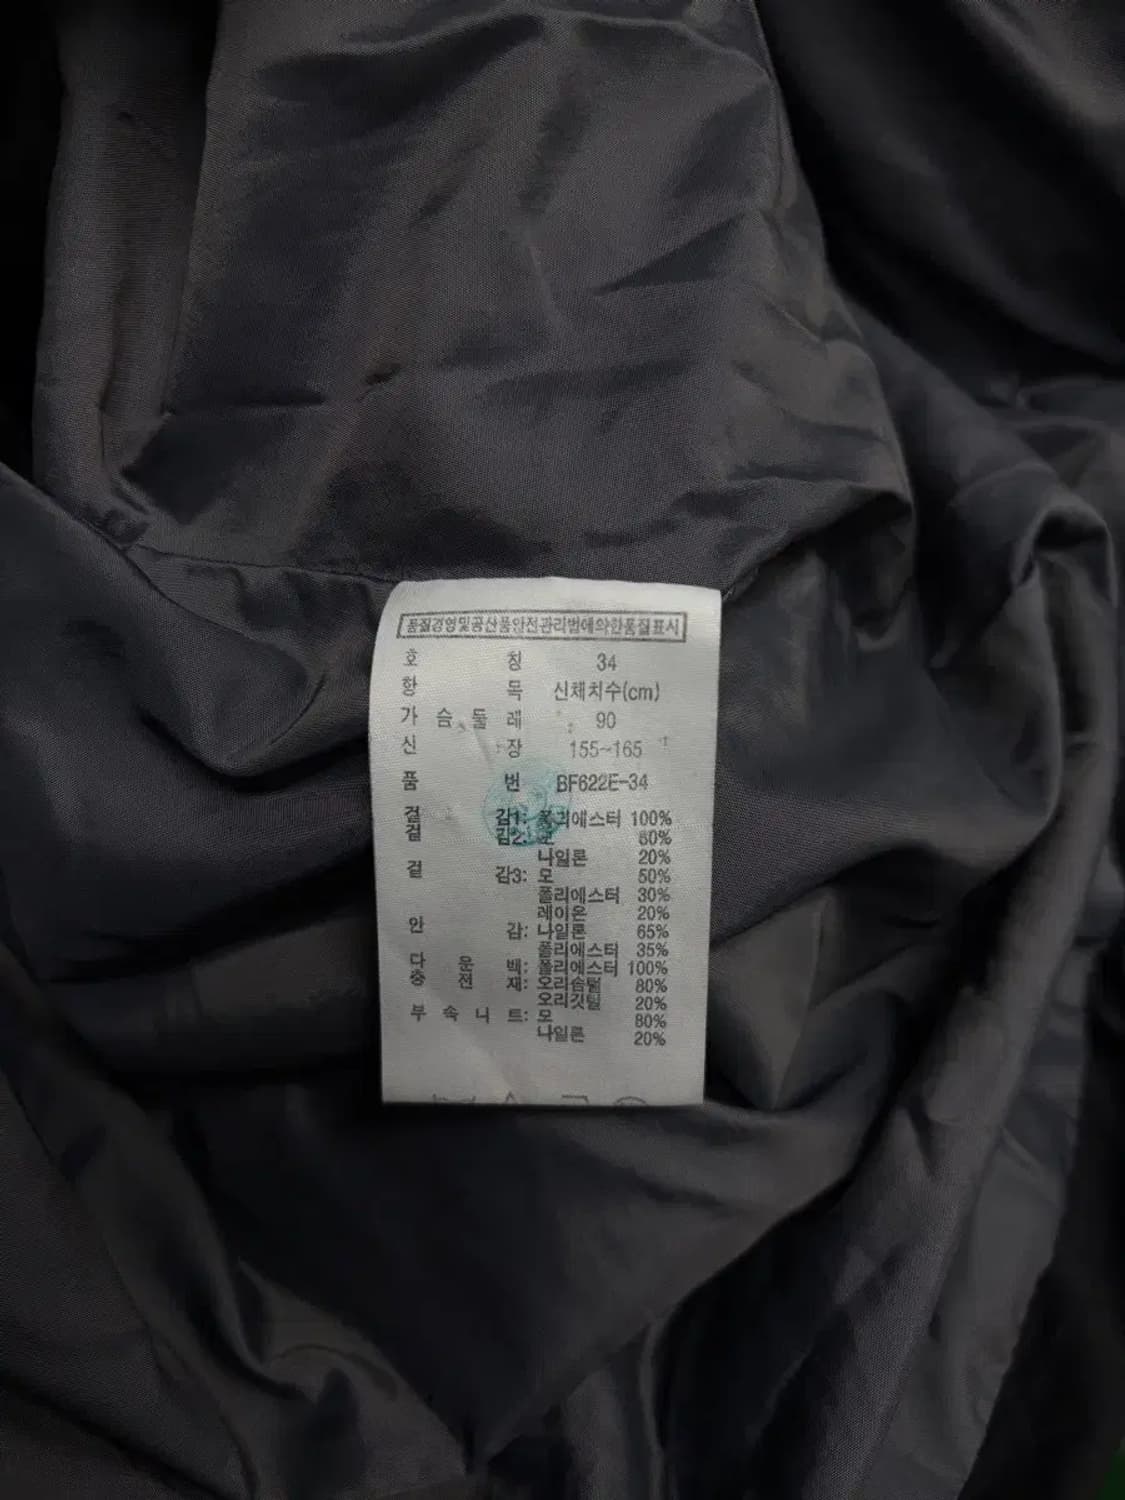 품질경영및공산품안전관리법에의한품질표시
호 칭 34
항 목 신체치수(cm)
가 슴 둘 레 90
신 장 155~165
품 번 BF622E-34
겉 감1: 폴리에스터 100%
겉 감2: 모 80%
나일론 20%
겉 감3: 모 50%
폴리에스터 30%
레이온 20%
안 감: 나일론 65%
폴리에스터 35%
다 운 백: 폴리에스터 100%
충 전 재: 오리솜털 80%
오리깃털 20%
부 속 니 트: 모 80%
나일론 20%